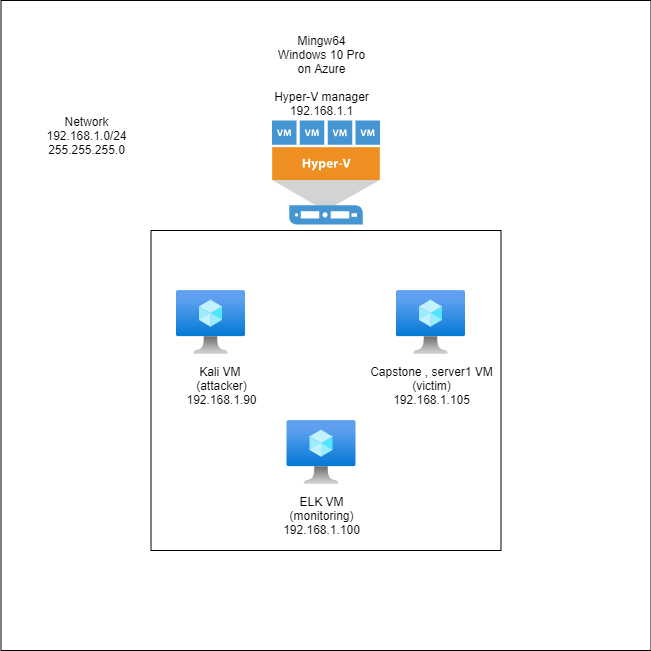 Mingw64
Windows 10 Pro
on Azure
Hyper-V manager
192.168.1.1
Network
192.168.1.0/24
255.255.255.0
VM VM VM VM
Hyper-V
Kali VM
(attacker)
192.168.1.90
Capstone , server1 VM
(victim)
192.168.1.105
ELK VM
(monitoring)
192.168.1.100